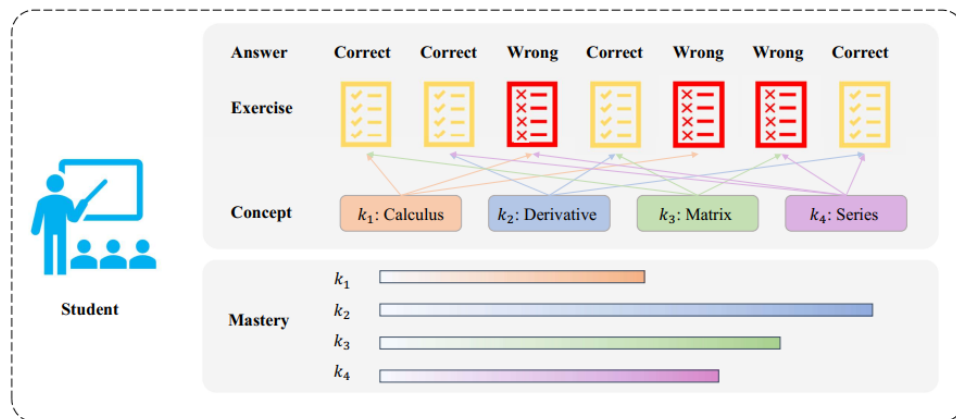 Answer Correct Correct Wrong Correct Wrong Wrong Correct
Exercise
Concept k₁: Calculus k₂: Derivative k₃: Matrix k₄: Series
Student
Mastery
k₁
k₂
k₃
k₄